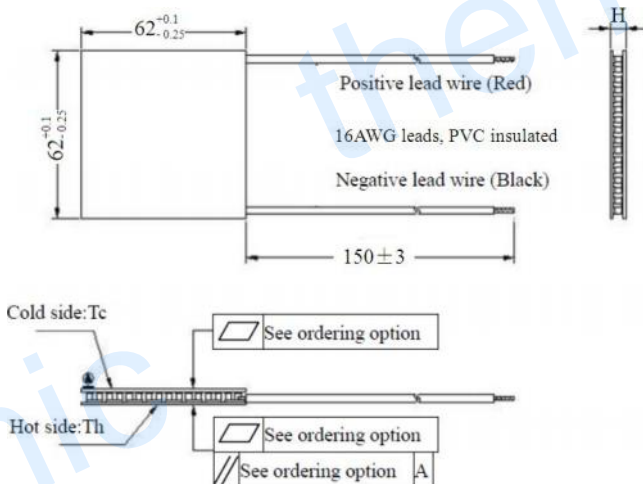 62 +0.1 -0.25
H
Positive lead wire (Red)
62 +0.1 -0.25
16AWG leads, PVC insulated
Negative lead wire (Black)
150±3
Cold side:Tc
See ordering option
A
Hot side:Th
See ordering option
See ordering option A